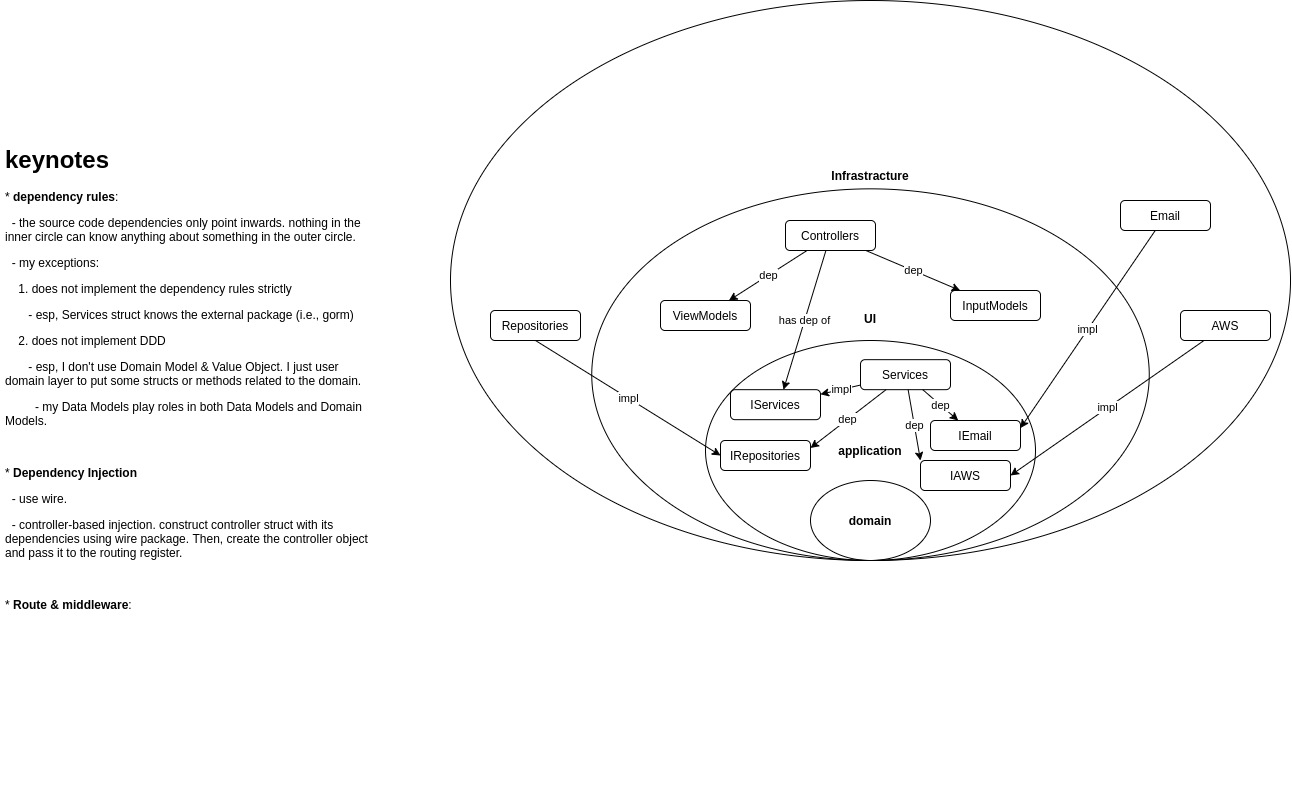 keynotes
* dependency rules:
- the source code dependencies only point inwards. nothing in the
inner circle can know anything about something in the outer circle.
- my exceptions:
1. does not implement the dependency rules strictly
- esp, Services struct knows the external package (i.e., gorm)
2. does not implement DDD
- esp, I don't use Domain Model & Value Object. I just user
domain layer to put some structs or methods related to the domain.
- my Data Models play roles in both Data Models and Domain
Models.
* Dependency Injection
- use wire.
- controller-based injection. construct controller struct with its
dependencies using wire package. Then, create the controller object
and pass it to the routing register.
* Route & middleware:
Infrastracture
Email
Controllers
dep
dep
ViewModels
InputModels
Repositories
has dep of
UI
AWS
impl
Services
impl
impl
IServices
dep
impl
dep
dep
IEmail
IRepositories
application
IAWS
domain